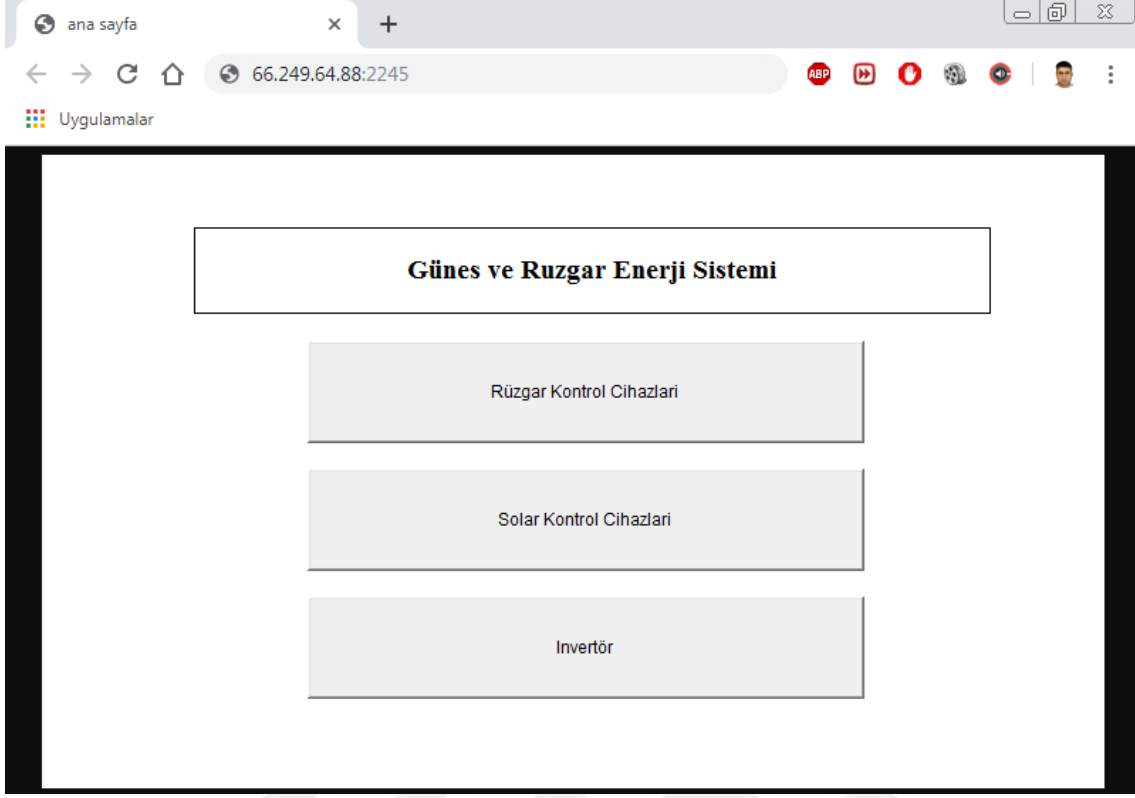 ana sayfa
66.249.64.88:2245
ABP
Uygulamalar
Günes ve Ruzgar Enerji Sistemi
Rüzgar Kontrol Cihazlari
Solar Kontrol Cihazlari
Invertör